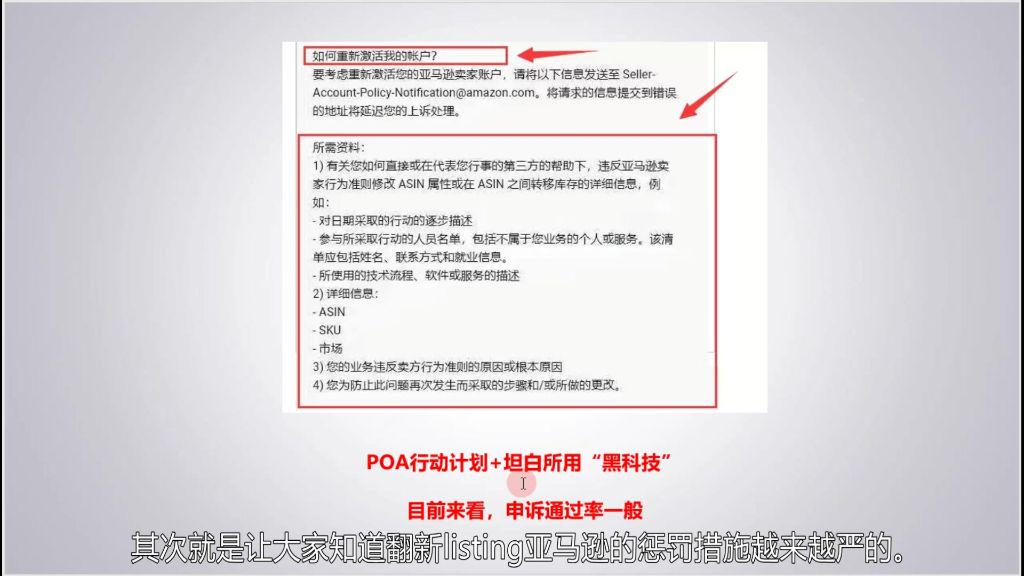 如何重新激活我的帐户？
要考虑重新激活您的亚马逊卖家账户，请将以下信息发送至 Seller-
Account-Policy-Notification@amazon.com。将请求的信息提交到错误
的地址将延迟您的上诉处理。
所需资料：
1) 有关您如何直接或在代表您行事的第三方的帮助下，违反亚马逊卖
家行为准则修改 ASIN 属性或在 ASIN 之间转移库存的详细信息，例
如：
- 对日期采取的行动的逐步描述
- 参与所采取行动的人员名单，包括不属于您业务的个人或服务。该清
单应包括姓名、联系方式和就业信息。
- 所使用的技术流程、软件或服务的描述
2) 详细信息：
- ASIN
- SKU
- 市场
3) 您的业务违反卖方行为准则的原因或根本原因
4) 您为防止此问题再次发生而采取的步骤和/或所做的更改。
POA行动计划+坦白所用“黑科技”
目前来看，申诉通过率一般
其次就是让大家知道翻新listing亚马逊的惩罚措施越来越严的。